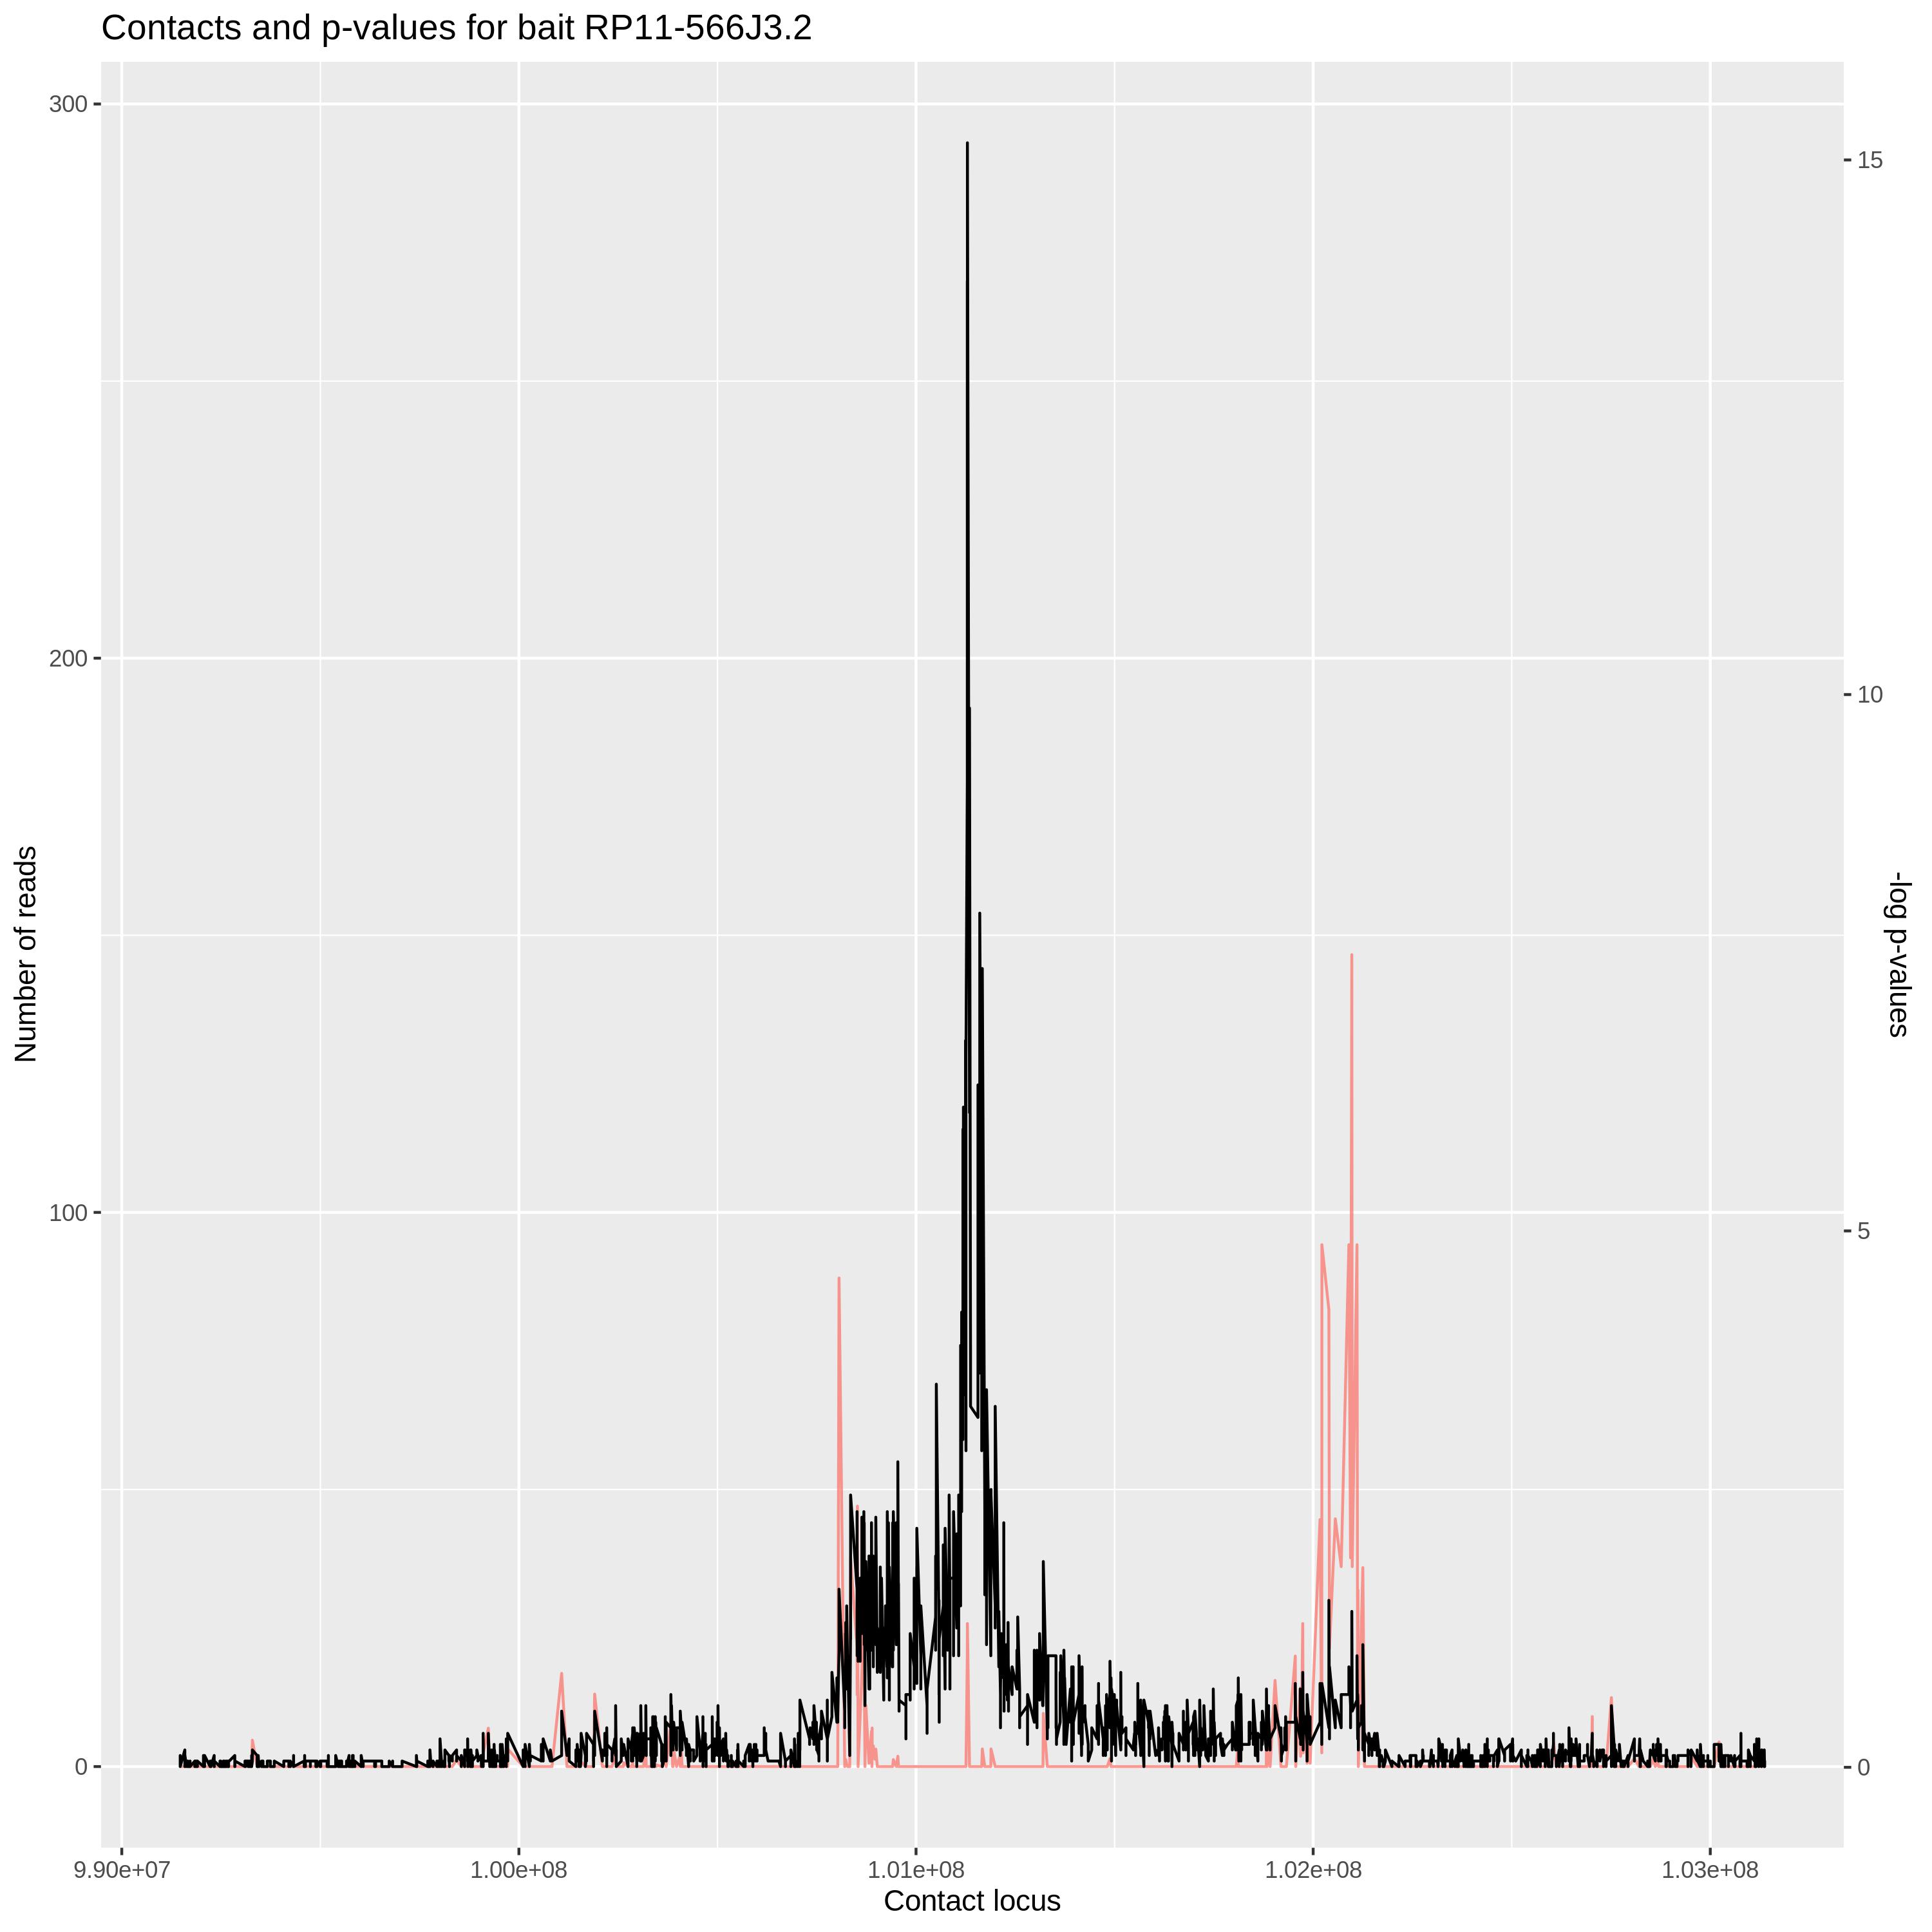 Contacts and p-values for bait RP11-566J3.2
300
200
100
0
Number of reads
15
10
5
0
-log p-values
9.90e+07
1.00e+08
1.01e+08
1.02e+08
1.03e+08
Contact locus